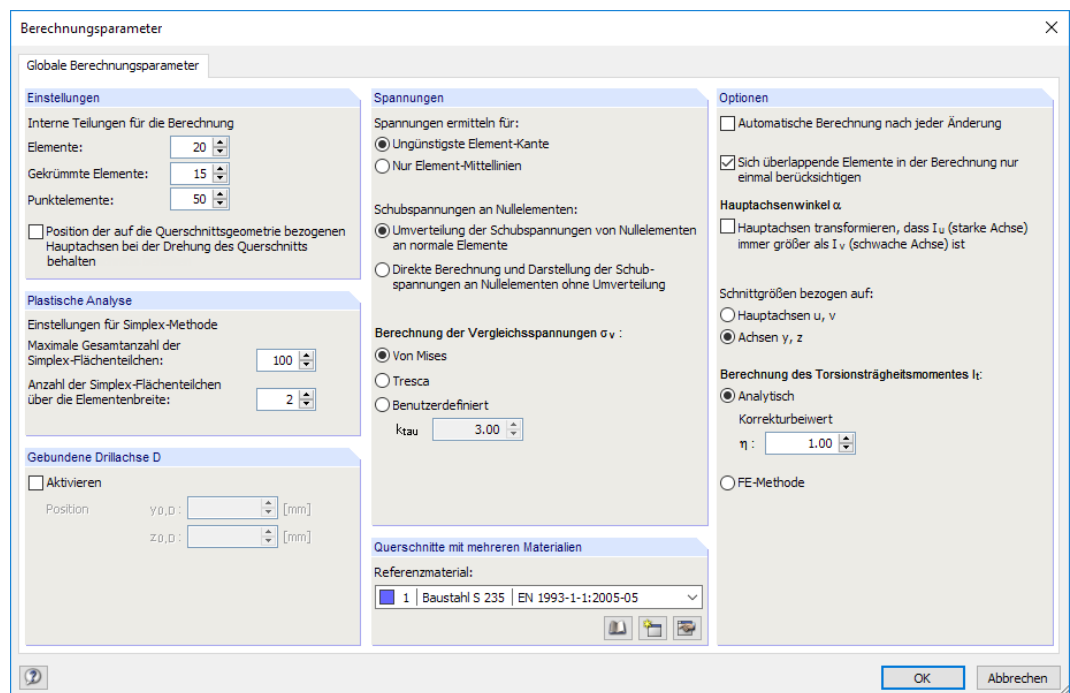 Berechnungsparameter
Globale Berechnungsparameter
Einstellungen
Interne Teilungen für die Berechnung
Elemente: 20
Gekrümmte Elemente: 15
Punktelemente: 50
Position der auf die Querschnittsgeometrie bezogenen
Hauptachsen bei der Drehung des Querschnitts
behalten
Plastische Analyse
Einstellungen für Simplex-Methode
Maximale Gesamtanzahl der
Simplex-Flächenteilchen: 100
Anzahl der Simplex-Flächenteilchen
über die Elementenbreite: 2
Gebundene Drillachse D
Aktivieren
Position y0,D : [mm]
z0,D : [mm]
Spannungen
Spannungen ermitteln für:
Ungünstigste Element-Kante
Nur Element-Mittellinien
Schubspannungen an Nullelementen:
Umverteilung der Schubspannungen von Nullelementen
an normale Elemente
Direkte Berechnung und Darstellung der Schub-
spannungen an Nullelementen ohne Umverteilung
Berechnung der Vergleichsspannungen σv :
Von Mises
Tresca
Benutzerdefiniert
ktau 3.00
Querschnitte mit mehreren Materialien
Referenzmaterial:
1 | Baustahl S 235 | EN 1993-1-1:2005-05
Optionen
Automatische Berechnung nach jeder Änderung
Sich überlappende Elemente in der Berechnung nur
einmal berücksichtigen
Hauptachsenwinkel α
Hauptachsen transformieren, dass Iu (starke Achse)
immer größer als Iv (schwache Achse) ist
Schnittgrößen bezogen auf:
Hauptachsen u, v
Achsen y, z
Berechnung des Torsionsträgheitsmomentes It:
Analytisch
Korrekturbeiwert
η : 1.00
FE-Methode
OK
Abbrechen